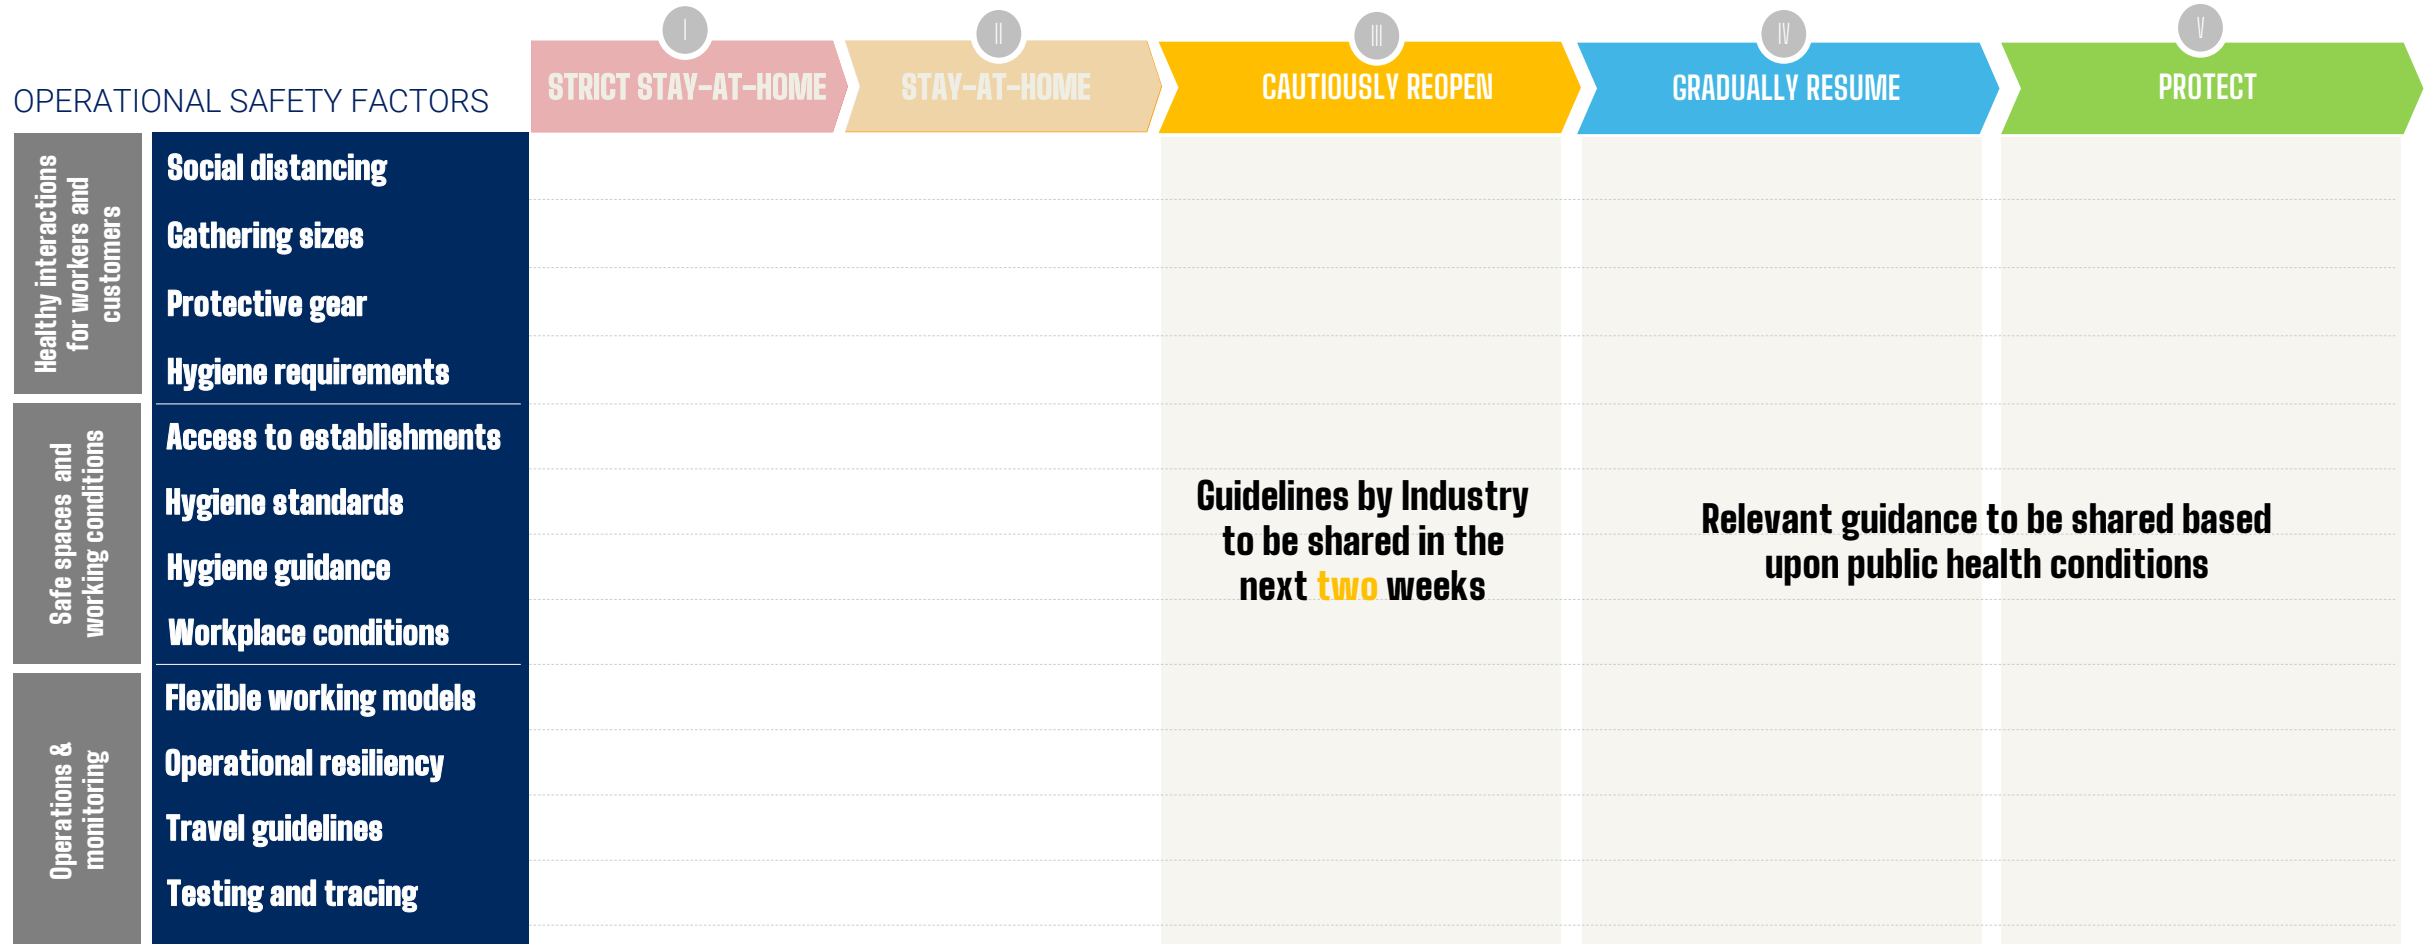 I
II
III
IV
V
OPERATIONAL SAFETY FACTORS
STRICT STAY-AT-HOME
STAY-AT-HOME
CAUTIOUSLY REOPEN
GRADUALLY RESUME
PROTECT
Healthy interactions
for workers and
customers
Social distancing
Gathering sizes
Protective gear
Hygiene requirements
Safe spaces and
working conditions
Access to establishments
Hygiene standards
Hygiene guidance
Workplace conditions
Operations &
monitoring
Flexible working models
Operational resiliency
Travel guidelines
Testing and tracing
Guidelines by Industry
to be shared in the
next two weeks
Relevant guidance to be shared based
upon public health conditions